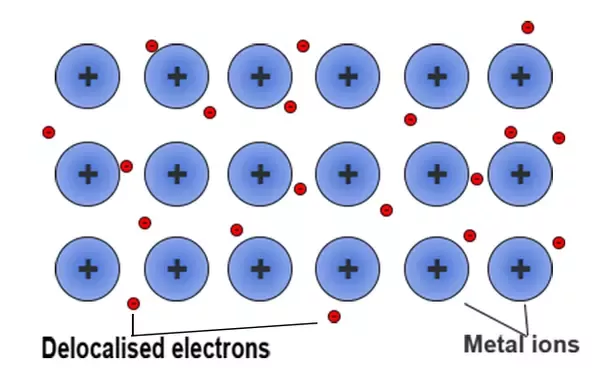 + + + + + +
+ + + + + +
+ + + + + +
Delocalised electrons
Metal ions